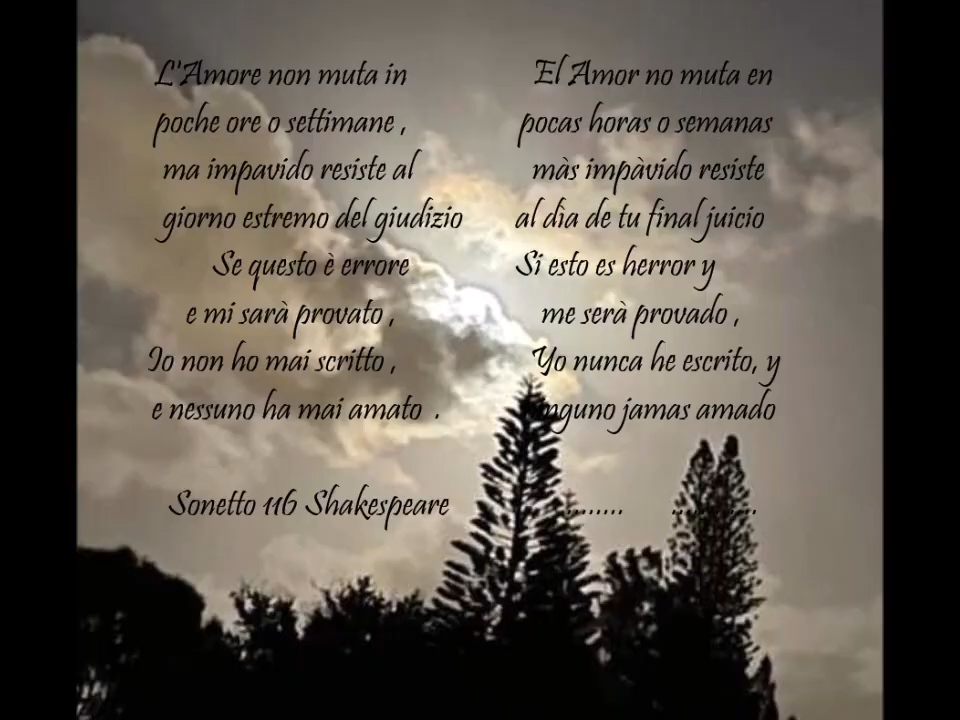 L'Amore non muta in
poche ore o settimane ,
ma impavido resiste al
giorno estremo del giudizio
Se questo è errore
e mi sarà provato ,
Io non ho mai scritto ,
e nessuno ha mai amato .
Sonetto 116 Shakespeare
El Amor no muta en
pocas horas o semanas
màs impàvido resiste
al dìa de tu final juicio
Si esto es herror y
me serà provado ,
Yo nunca he escrito, y
jamas amado